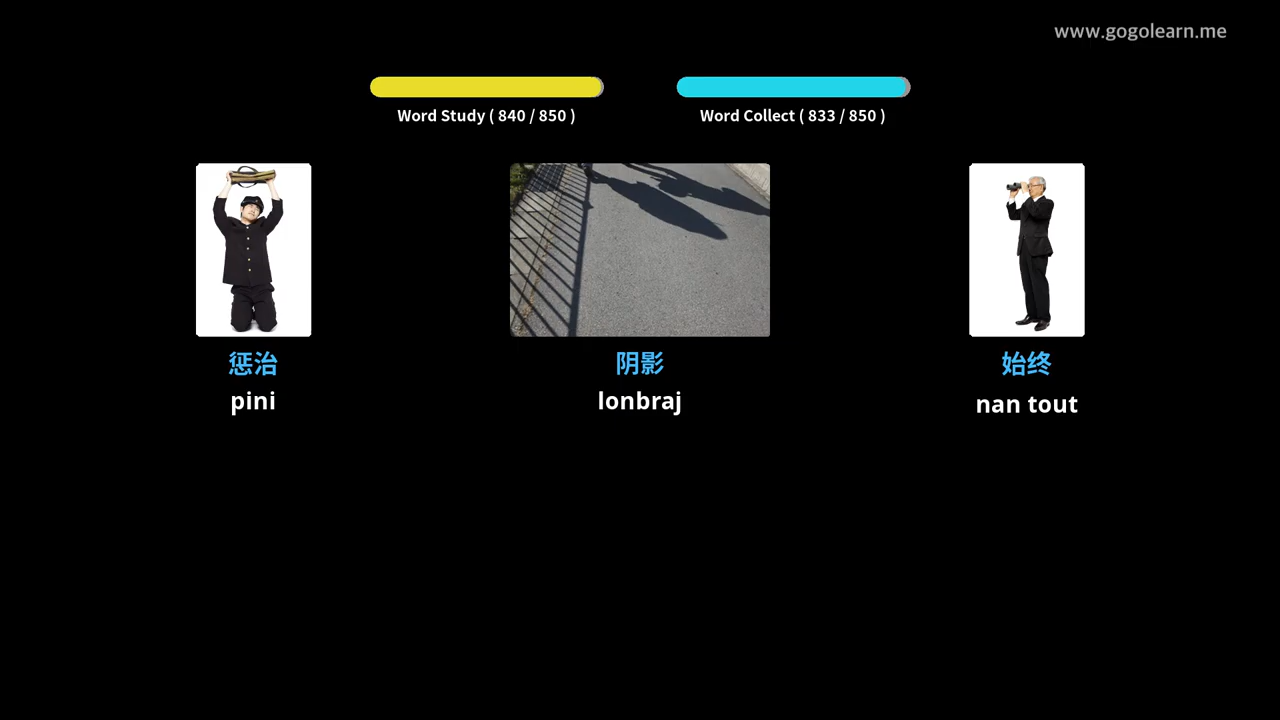 www.gogolearn.me
Word Study ( 840 / 850 )
Word Collect ( 833 / 850 )
惩治
pini
阴影
lonbraj
始终
nan tout